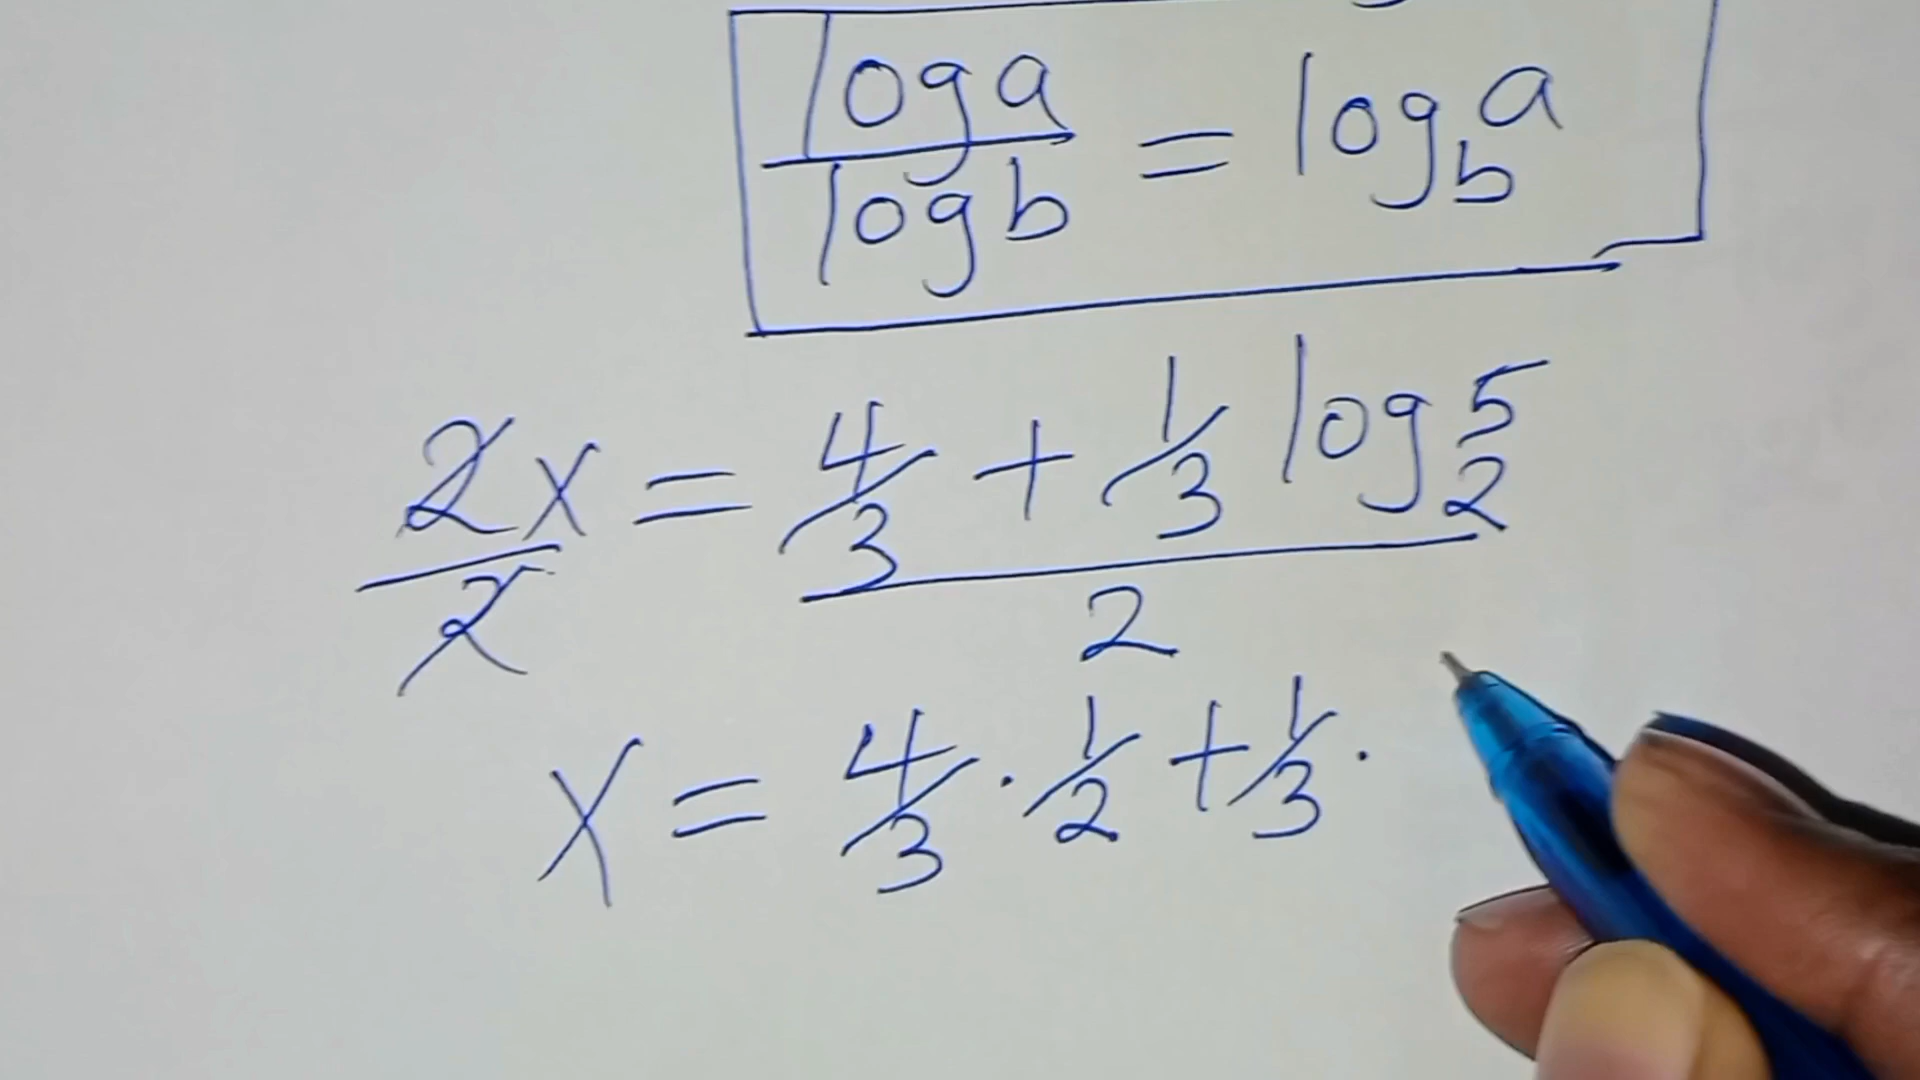 log a / log b = log_b a
2x/2 = (4/3 + 1/3 log_2 5)/2
x = 4/3 · 1/2 + 1/3 ·